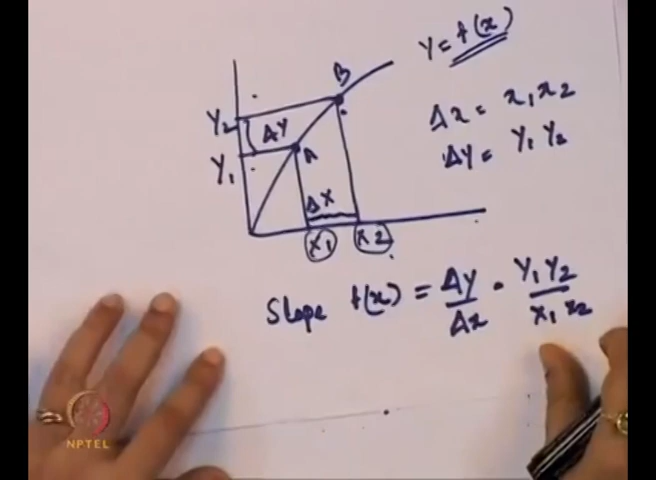 Y = f(x)
B
Y2
ΔY
Δx = x1 x2
Y1
A
ΔY = Y1 Y2
ΔX
X1 X2
Slope f(x) = ΔY/Δx = Y1 Y2/x1 x2
NPTEL